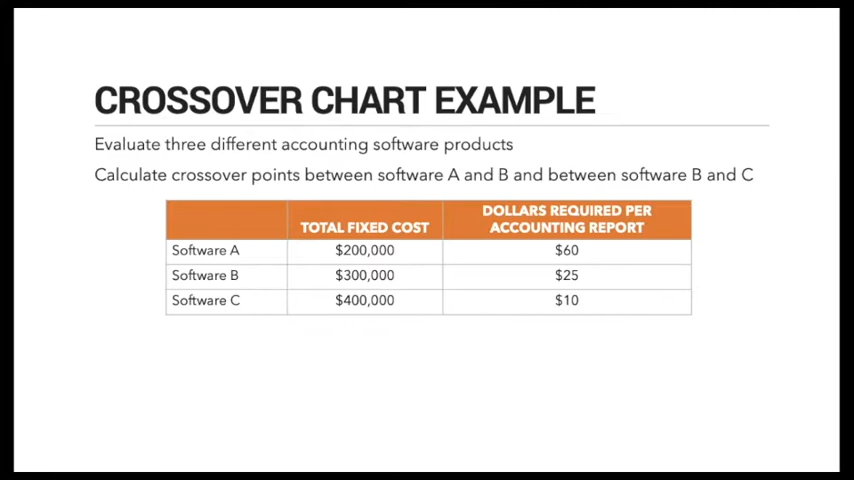 CROSSOVER CHART EXAMPLE
Evaluate three different accounting software products
Calculate crossover points between software A and B and between software B and C
TOTAL FIXED COST DOLLARS REQUIRED PER ACCOUNTING REPORT
Software A $200,000 $60
Software B $300,000 $25
Software C $400,000 $10